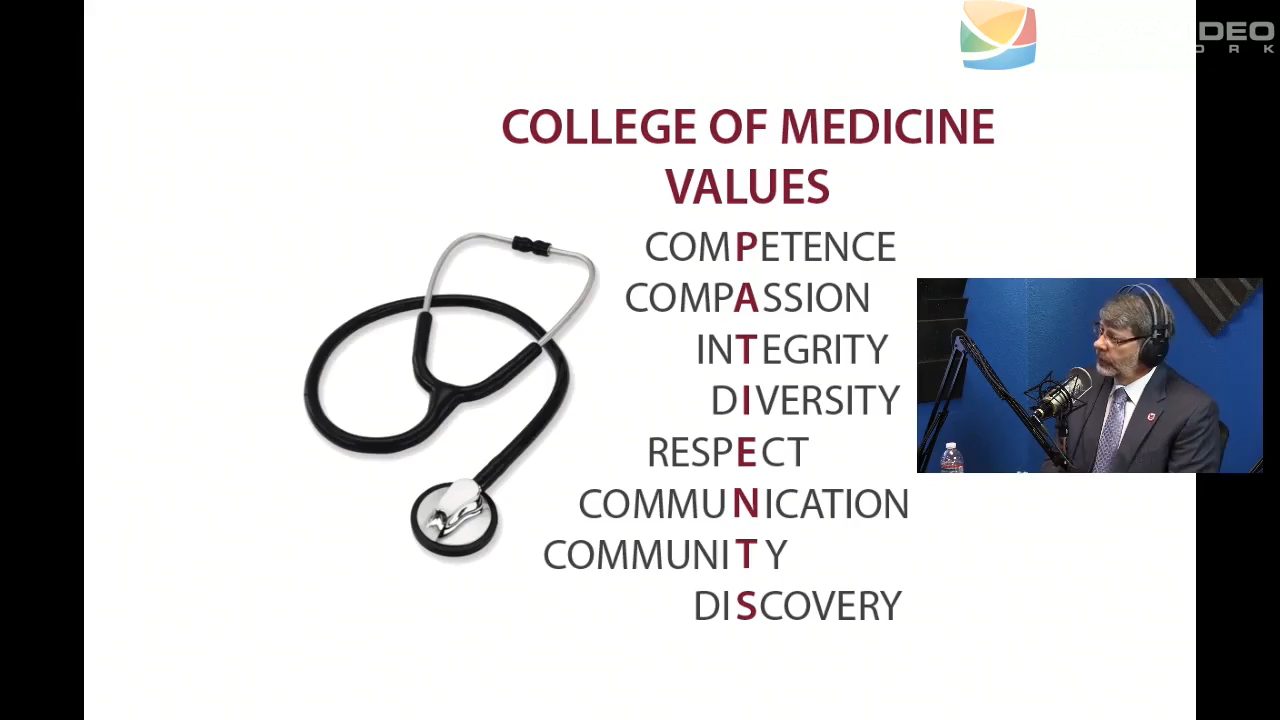 COLLEGE OF MEDICINE
VALUES
COMPETENCE
COMPASSION
INTEGRITY
DIVERSITY
RESPECT
COMMUNICATION
COMMUNITY
DISCOVERY